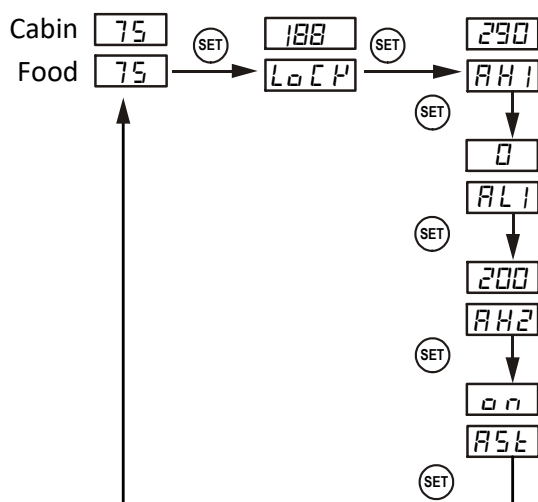 Cabin 75 SET 188 SET 290
Food 75 LoCK AH1
SET
0
AL1
SET
200
AH2
SET
on
ASt
SET